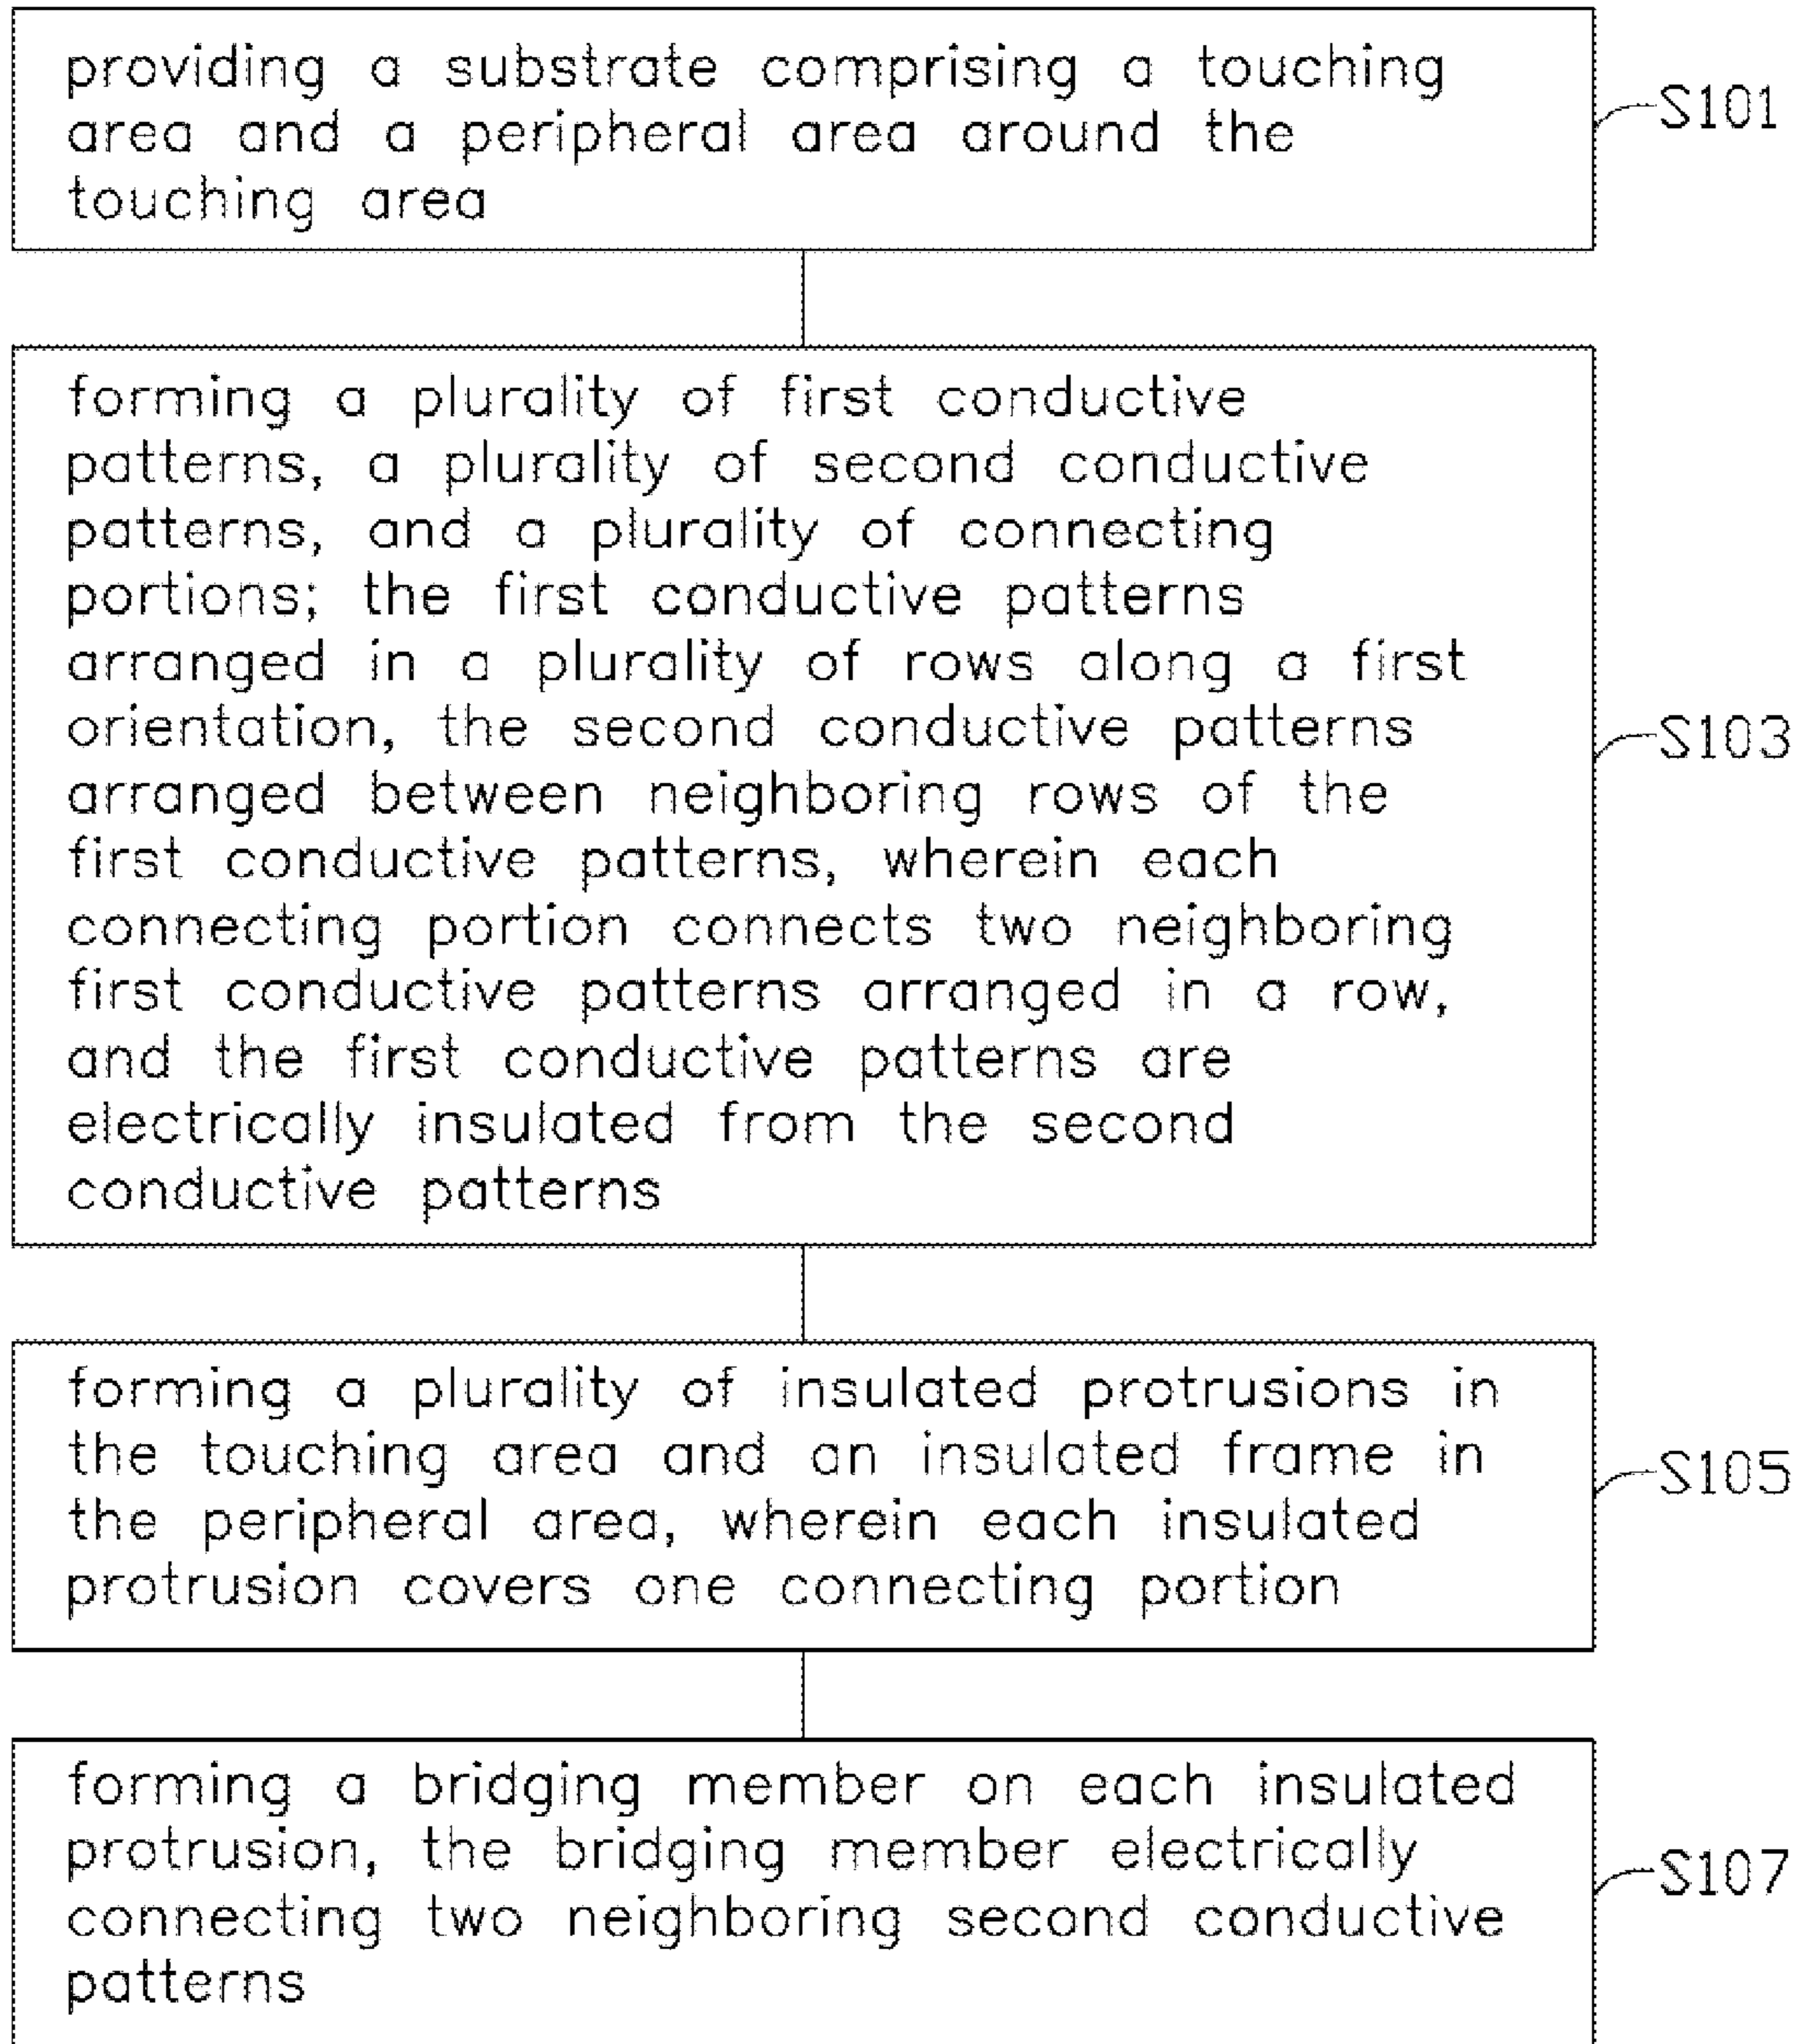 providing a substrate comprising a touching
area and a peripheral area around the
touching area
S101
forming a plurality of first conductive
patterns, a plurality of second conductive
patterns, and a plurality of connecting
portions; the first conductive patterns
arranged in a plurality of rows along a first
orientation, the second conductive patterns
arranged between neighboring rows of the
first conductive patterns, wherein each
connecting portion connects two neighboring
first conductive patterns arranged in a row,
and the first conductive patterns are
electrically insulated from the second
conductive patterns
S103
forming a plurality of insulated protrusions in
the touching area and an insulated frame in
the peripheral area, wherein each insulated
protrusion covers one connecting portion
S105
forming a bridging member on each insulated
protrusion, the bridging member electrically
connecting two neighboring second conductive
patterns
S107